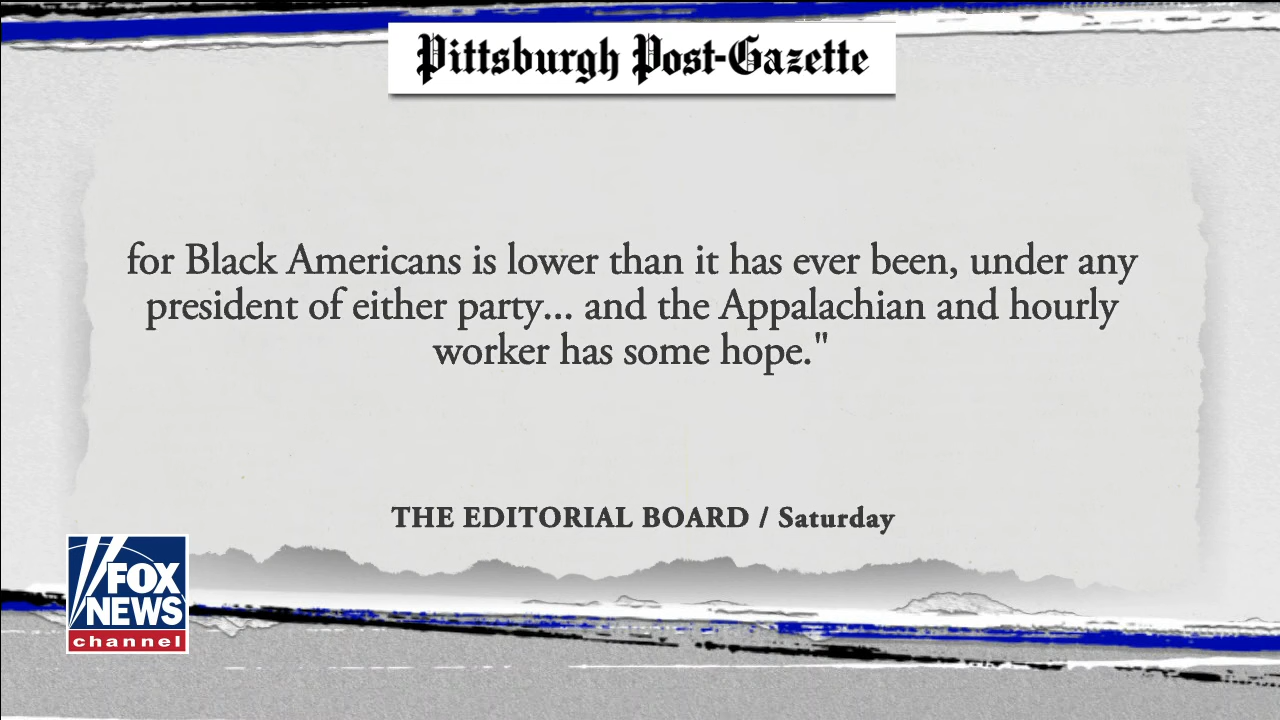 Pittsburgh Post-Gazette
for Black Americans is lower than it has ever been, under any
president of either party... and the Appalachian and hourly
worker has some hope."
THE EDITORIAL BOARD / Saturday
FOX
NEWS
channel